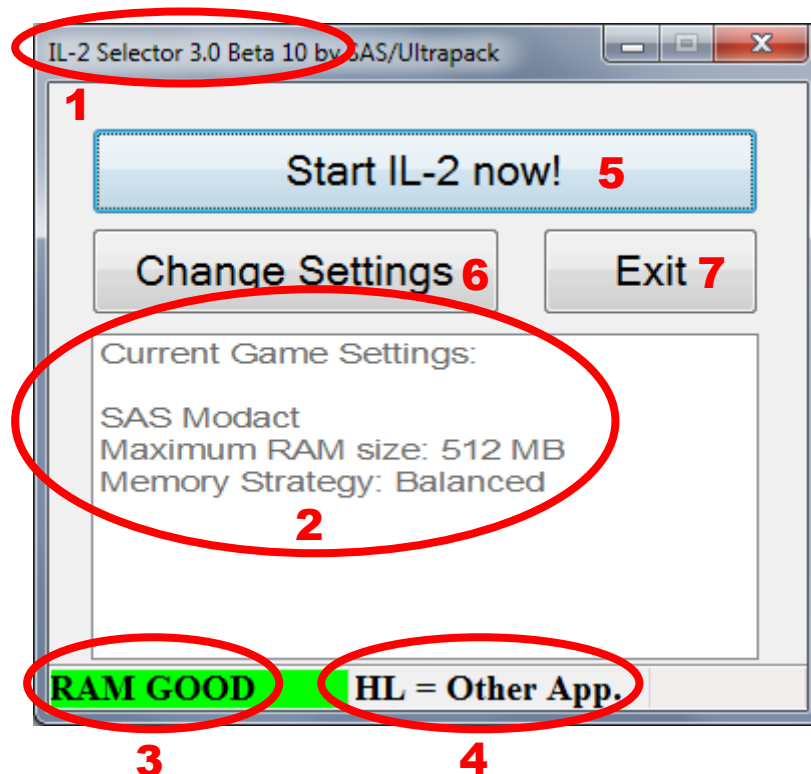 IL-2 Selector 3.0 Beta 10 by SAS/Ultrapack
1
Start IL-2 now! 5
Change Settings 6
Exit 7
Current Game Settings:
SAS Modact
Maximum RAM size: 512 MB
Memory Strategy: Balanced
2
RAM GOOD
HL = Other App.
3
4